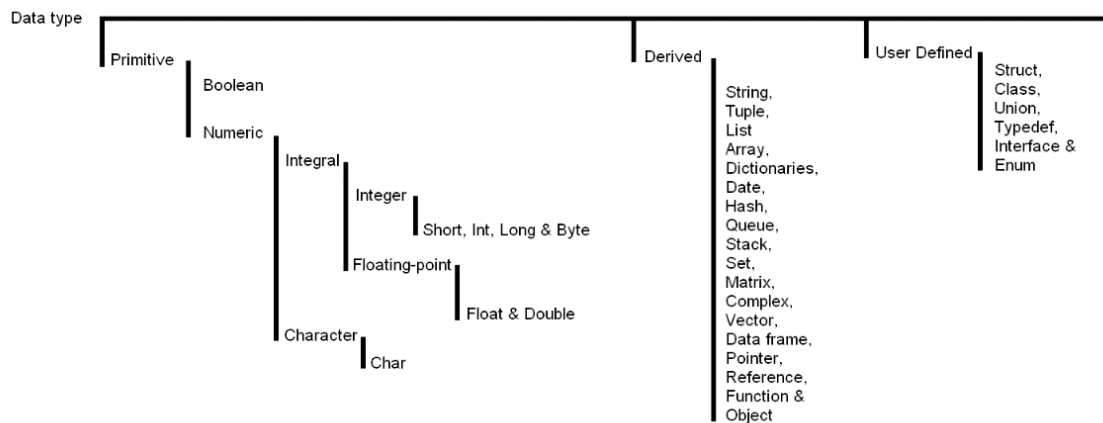 Data type
Primitive
Boolean
Numeric
Integral
Integer
Short, Int, Long & Byte
Floating-point
Float & Double
Character
Char
Derived
String,
Tuple,
List
Array,
Dictionaries,
Date,
Hash,
Queue,
Stack,
Set,
Matrix,
Complex,
Vector,
Data frame,
Pointer,
Reference,
Function &
Object
User Defined
Struct,
Class,
Union,
Typedef,
Interface &
Enum